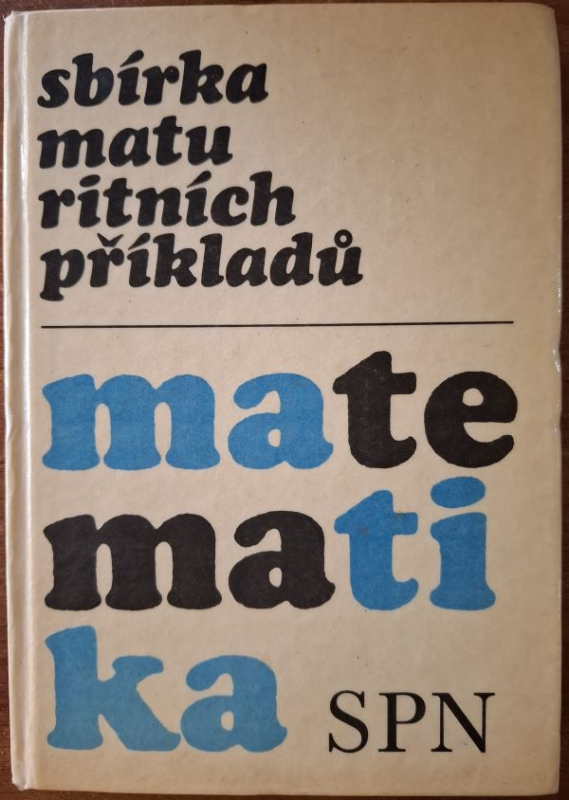 sbírka
matu
ritních
příkladů
mate
mati
ka SPN